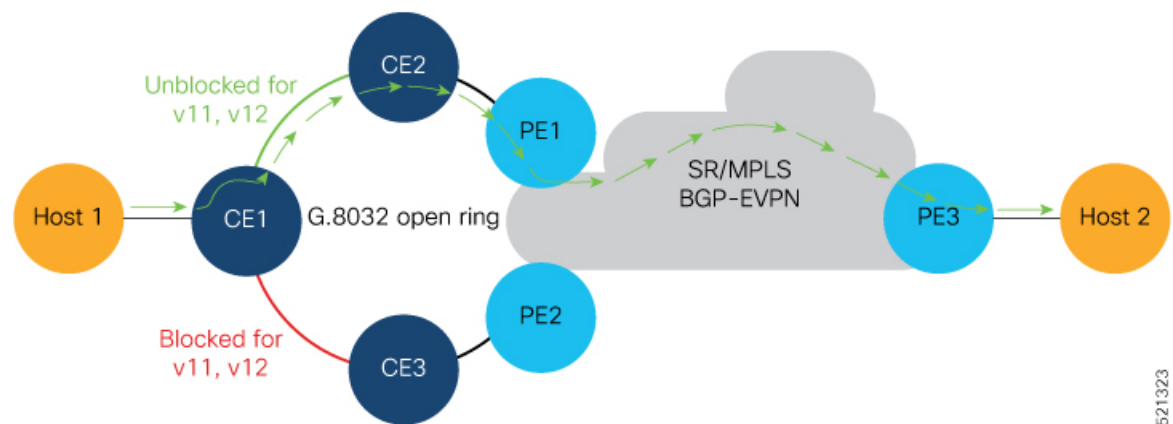 CE2
Unblocked for
v11, v12
PE1
SR/MPLS
BGP-EVPN
Host 1
CE1
G.8032 open ring
PE3
Host 2
PE2
Blocked for
v11, v12
CE3
521323